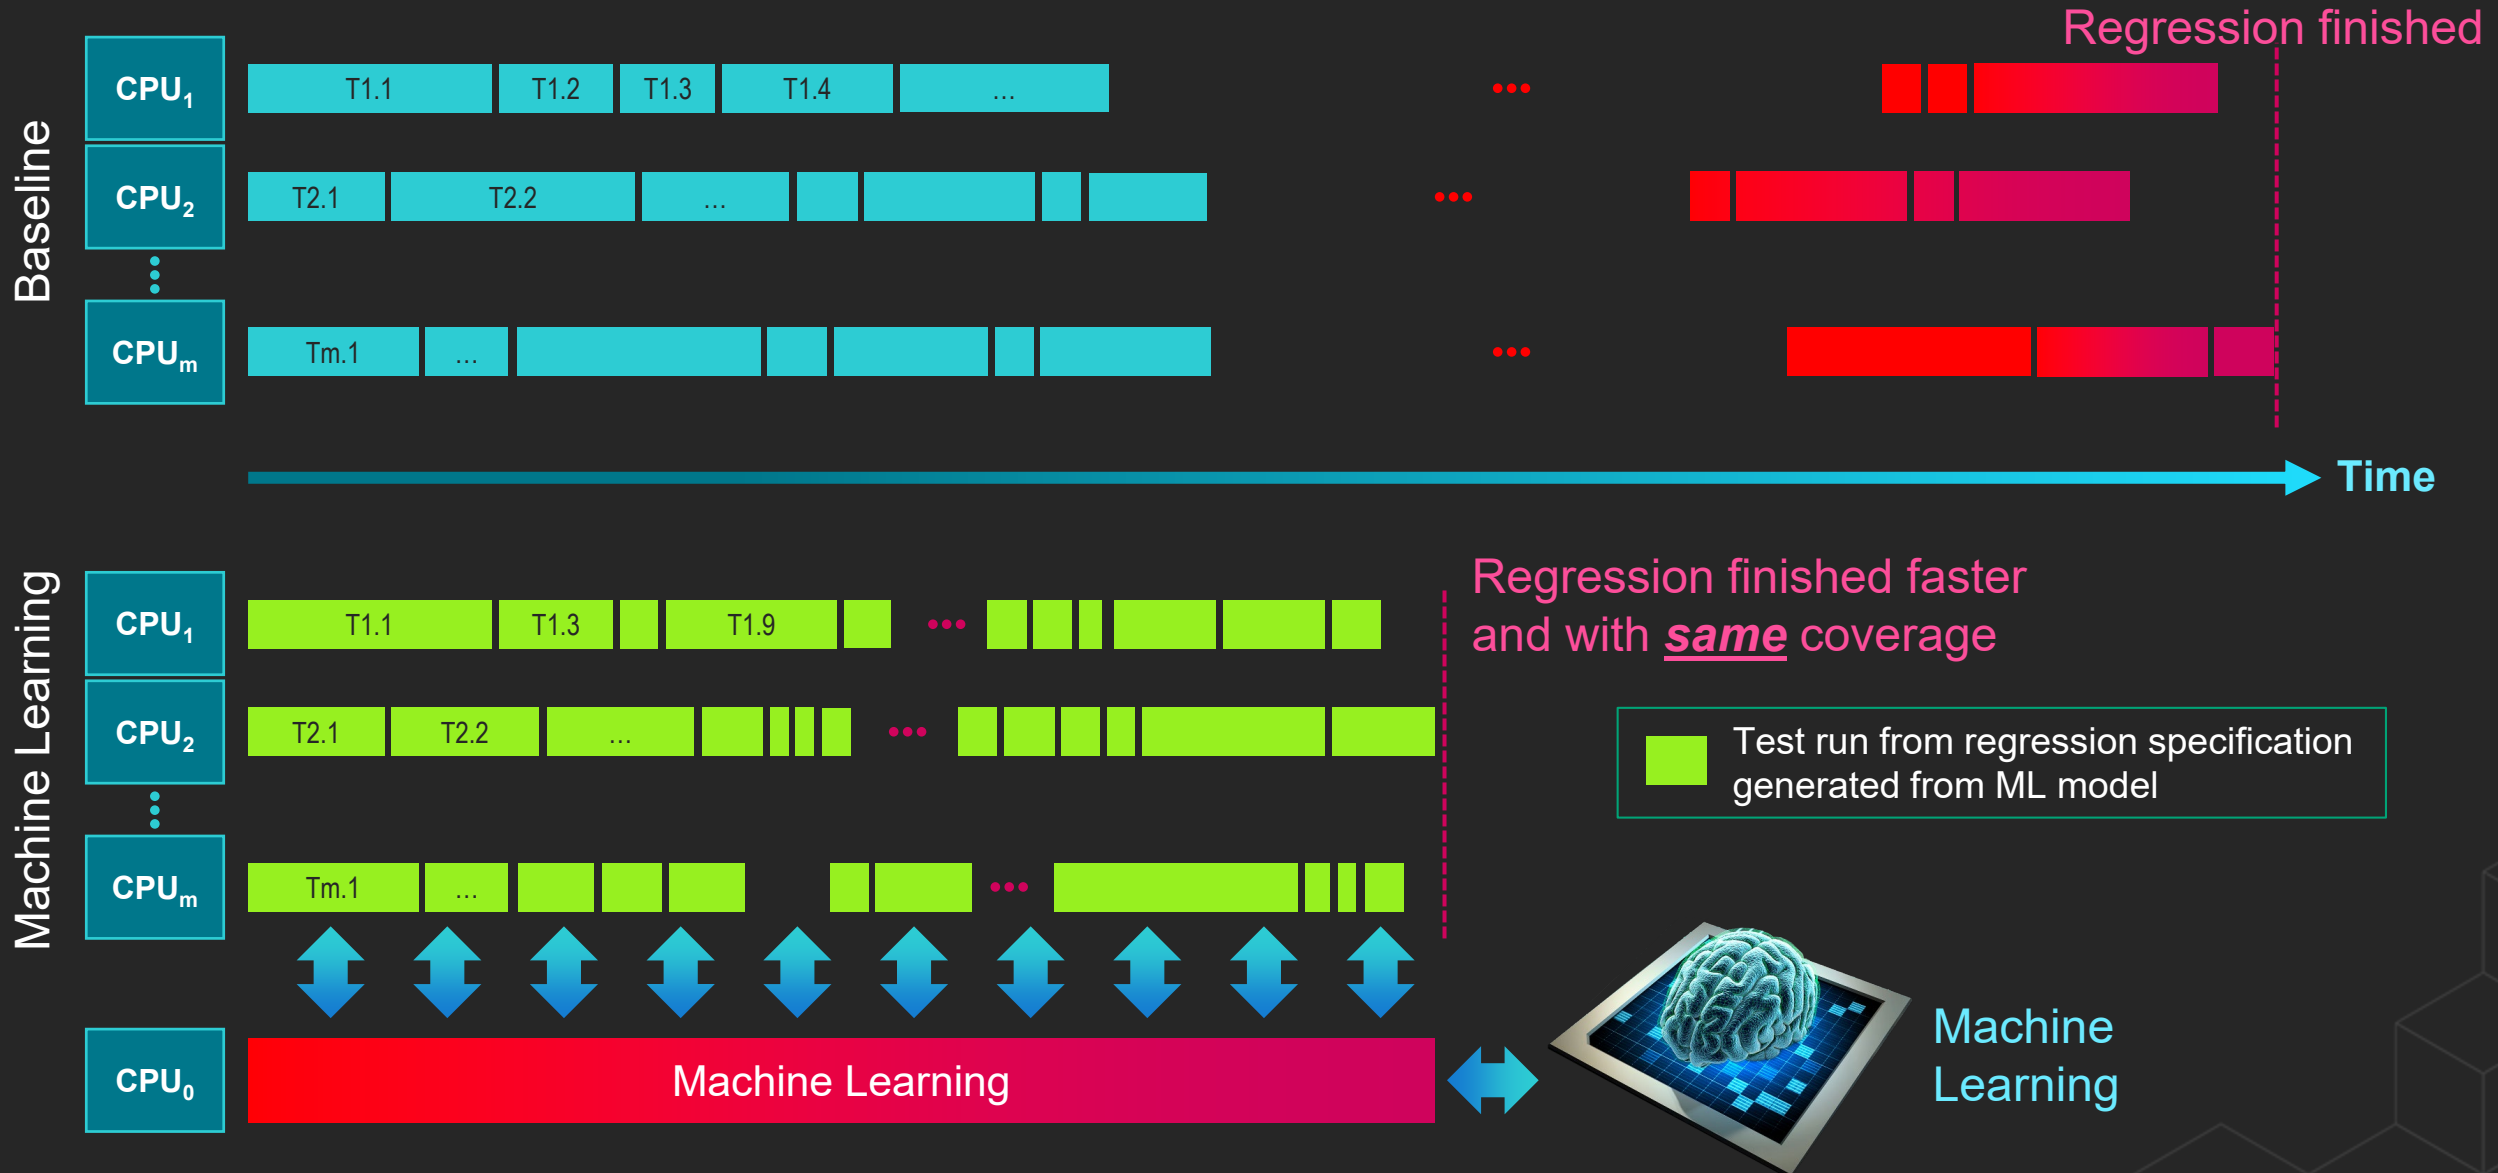 Regression finished
Baseline
CPU1
T1.1
T1.2
T1.3
T1.4
...
CPU2
T2.1
T2.2
...
CPUm
Tm.1
...
Time
Machine Learning
CPU1
T1.1
T1.3
T1.9
Regression finished faster
and with same coverage
CPU2
T2.1
T2.2
...
Test run from regression specification
generated from ML model
CPUm
Tm.1
...
CPU0
Machine Learning
Machine
Learning